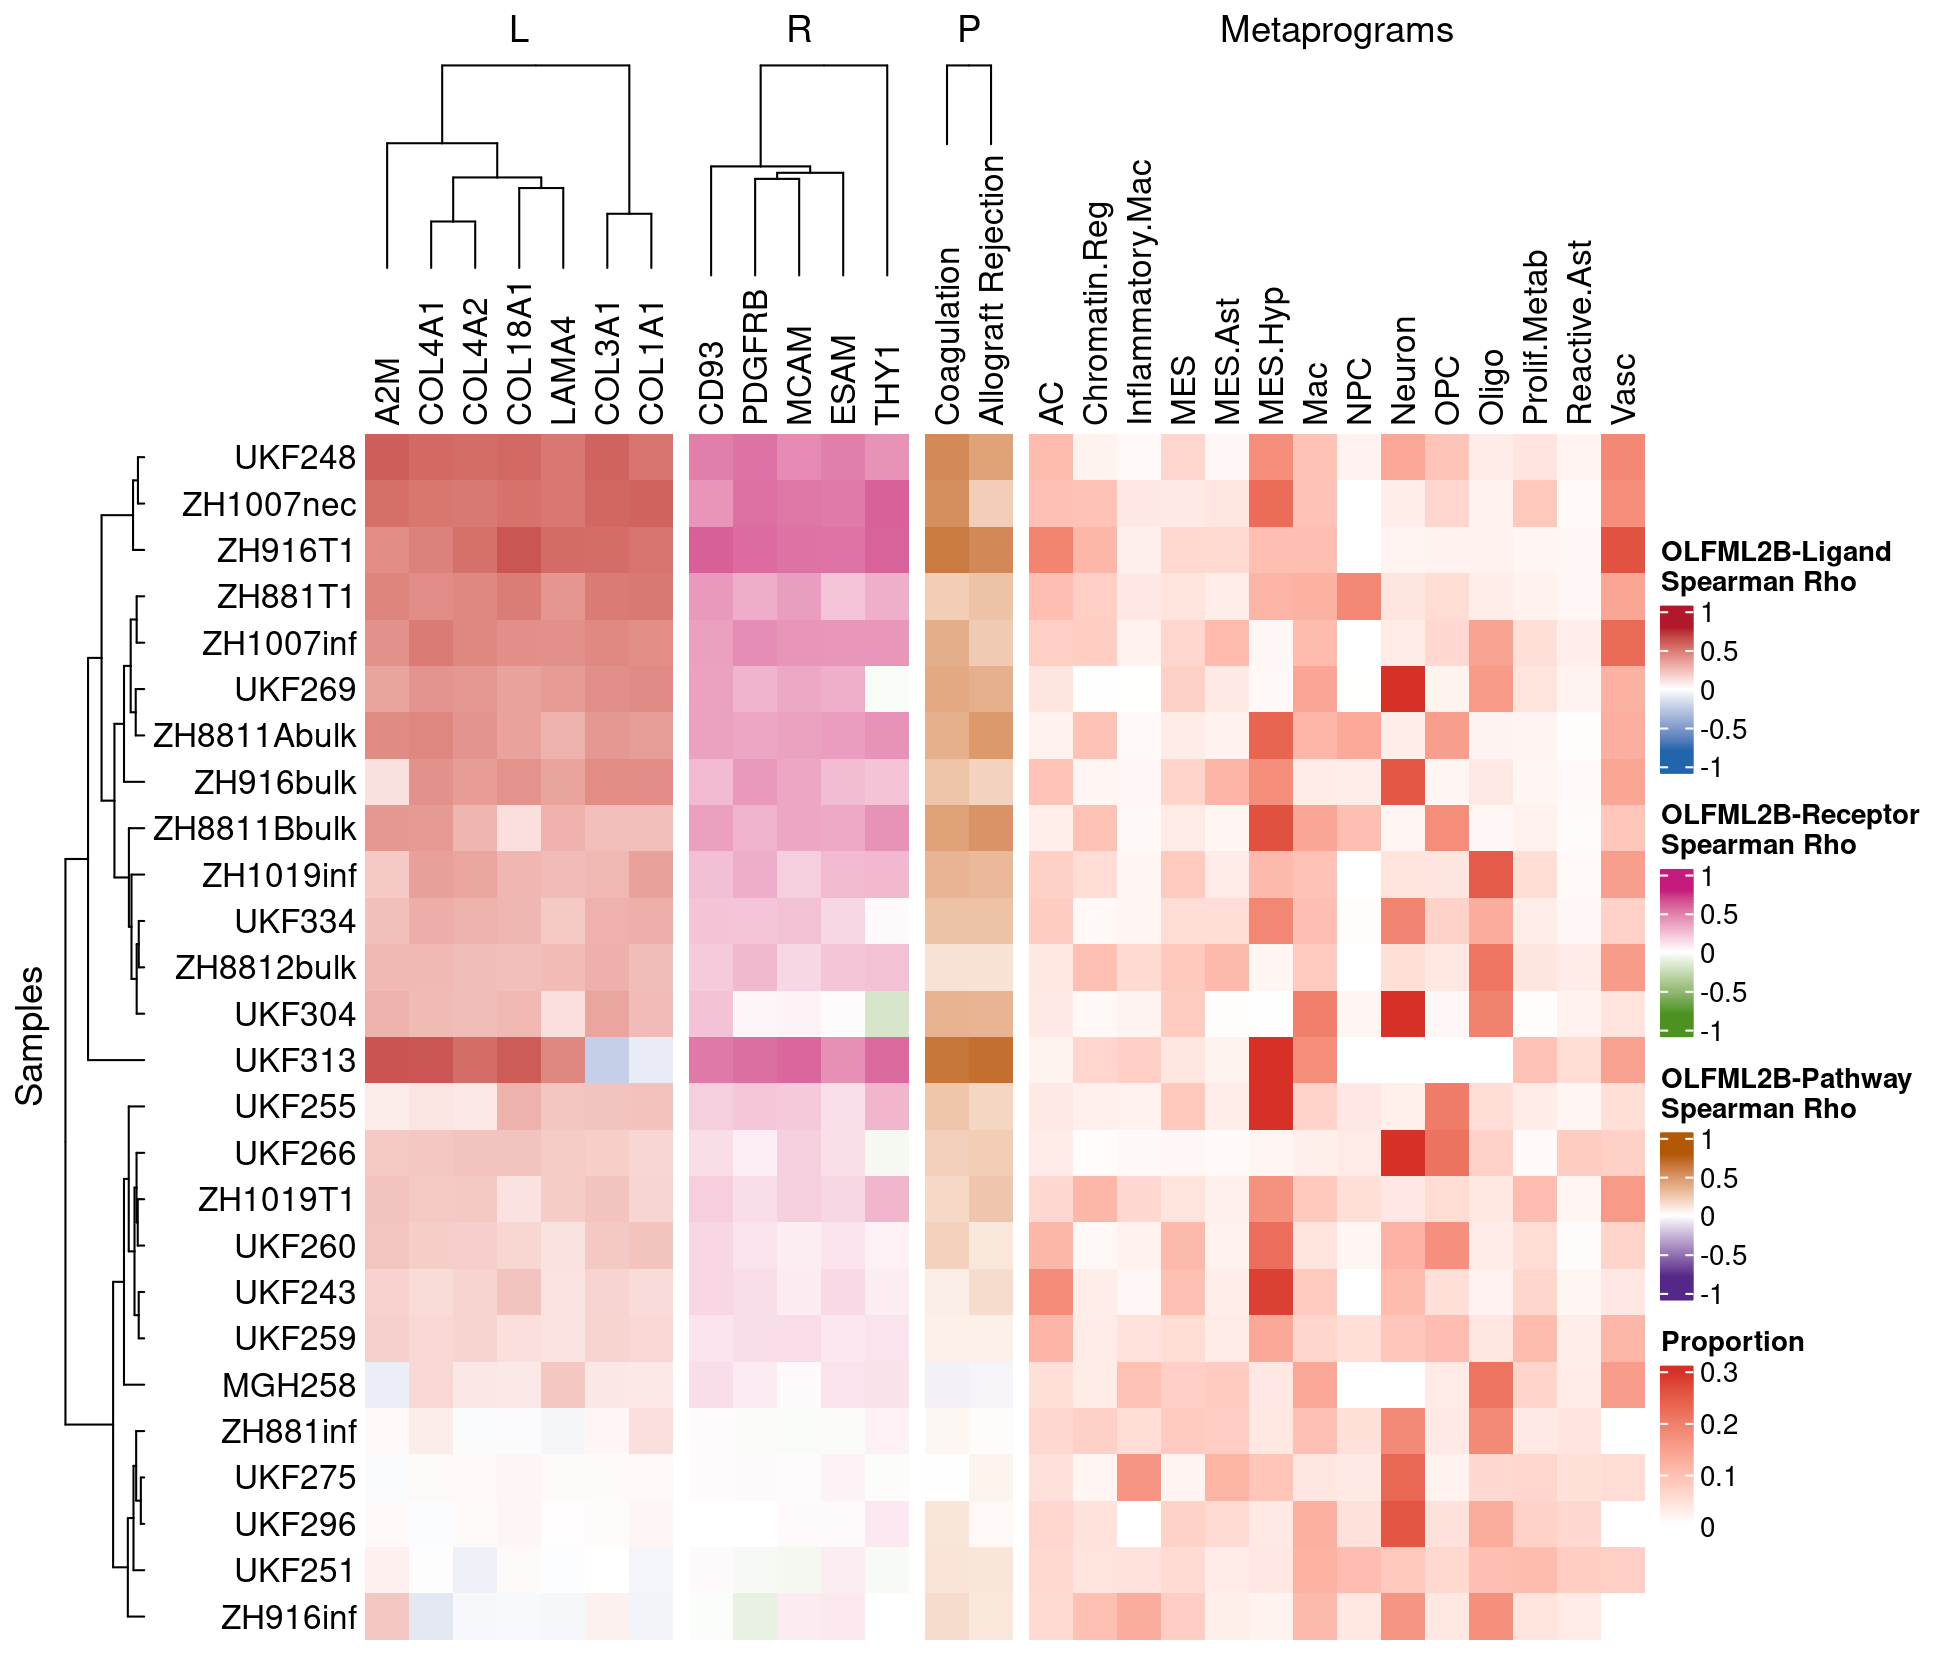 L
R
P
Metaprograms
A2M
COL4A1
COL4A2
COL18A1
LAMA4
COL3A1
COL1A1
CD93
PDGFRB
MCAM
ESAM
THY1
Coagulation
Allograft Rejection
AC
Chromatin.Reg
Inflammatory.Mac
MES
MES.Ast
MES.Hyp
Mac
NPC
Neuron
OPC
Oligo
Prolif.Metab
Reactive.Ast
Vasc
Samples
UKF248
ZH1007nec
ZH916T1
ZH881T1
ZH1007inf
UKF269
ZH8811Abulk
ZH916bulk
ZH8811Bbulk
ZH1019inf
UKF334
ZH8812bulk
UKF304
UKF313
UKF255
UKF266
ZH1019T1
UKF260
UKF243
UKF259
MGH258
ZH881inf
UKF275
UKF296
UKF251
ZH916inf
OLFML2B-Ligand
Spearman Rho
1
0.5
0
-0.5
-1
OLFML2B-Receptor
Spearman Rho
1
0.5
0
-0.5
-1
OLFML2B-Pathway
Spearman Rho
1
0.5
0
-0.5
-1
Proportion
0.3
0.2
0.1
0